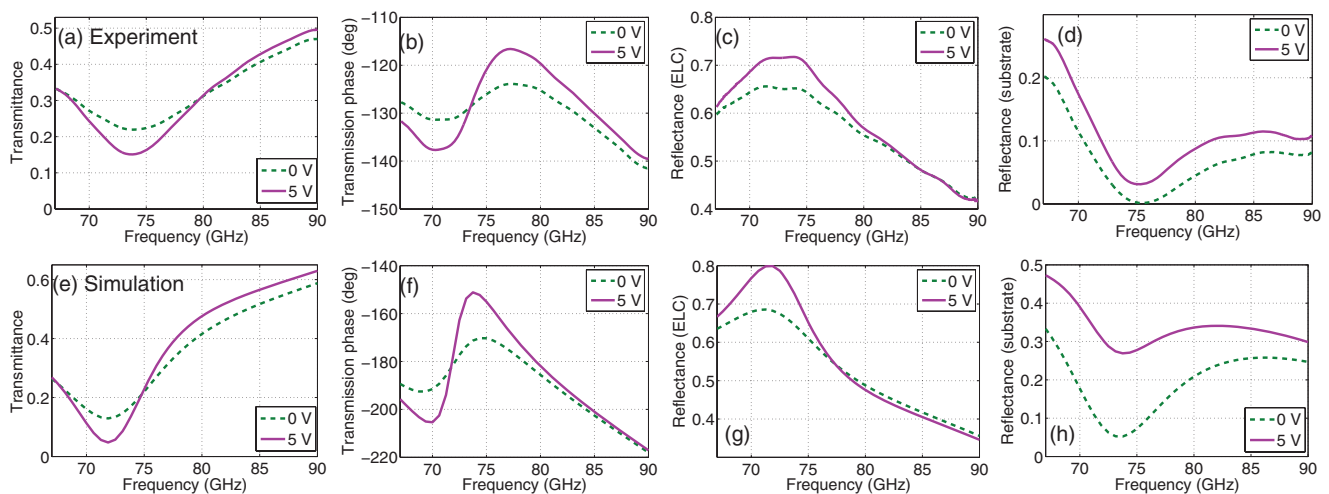 (a) Experiment
Transmittance
0.5
0.4
0.3
0.2
0.1
0
70
75
80
85
90
Frequency (GHz)
0 V
5 V
(b)
Transmission phase (deg)
−110
−120
−130
−140
−150
70
75
80
85
90
Frequency (GHz)
0 V
5 V
(c)
Reflectance (ELC)
0.8
0.7
0.6
0.5
0.4
70
75
80
85
90
Frequency (GHz)
0 V
5 V
(d)
Reflectance (substrate)
0.2
0.1
0
70
75
80
85
90
Frequency (GHz)
0 V
5 V
(e) Simulation
Transmittance
0.6
0.4
0.2
0
70
75
80
85
90
Frequency (GHz)
0 V
5 V
(f)
Transmission phase (deg)
−140
−160
−180
−200
−220
70
75
80
85
90
Frequency (GHz)
0 V
5 V
(g)
Reflectance (ELC)
0.8
0.7
0.6
0.5
0.4
70
75
80
85
90
Frequency (GHz)
0 V
5 V
(h)
Reflectance (substrate)
0.5
0.4
0.3
0.2
0.1
0
70
75
80
85
90
Frequency (GHz)
0 V
5 V